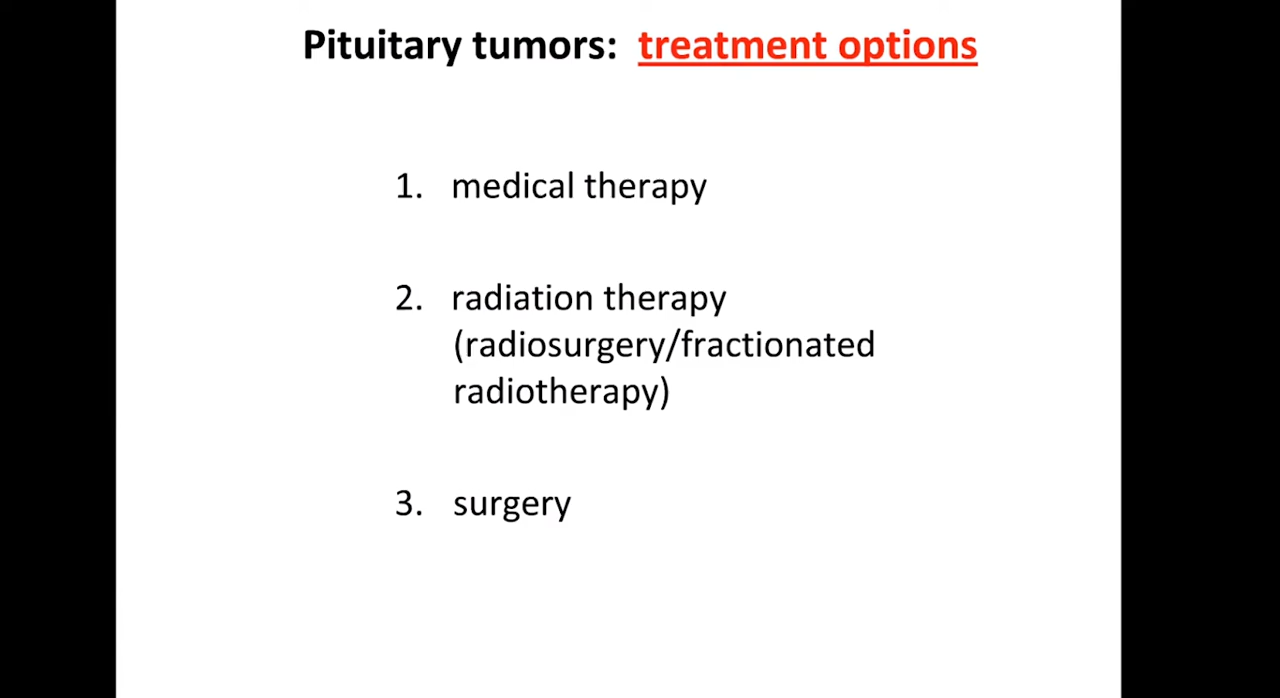 Pituitary tumors: treatment options
1. medical therapy
2. radiation therapy
(radiosurgery/fractionated
radiotherapy)
3. surgery